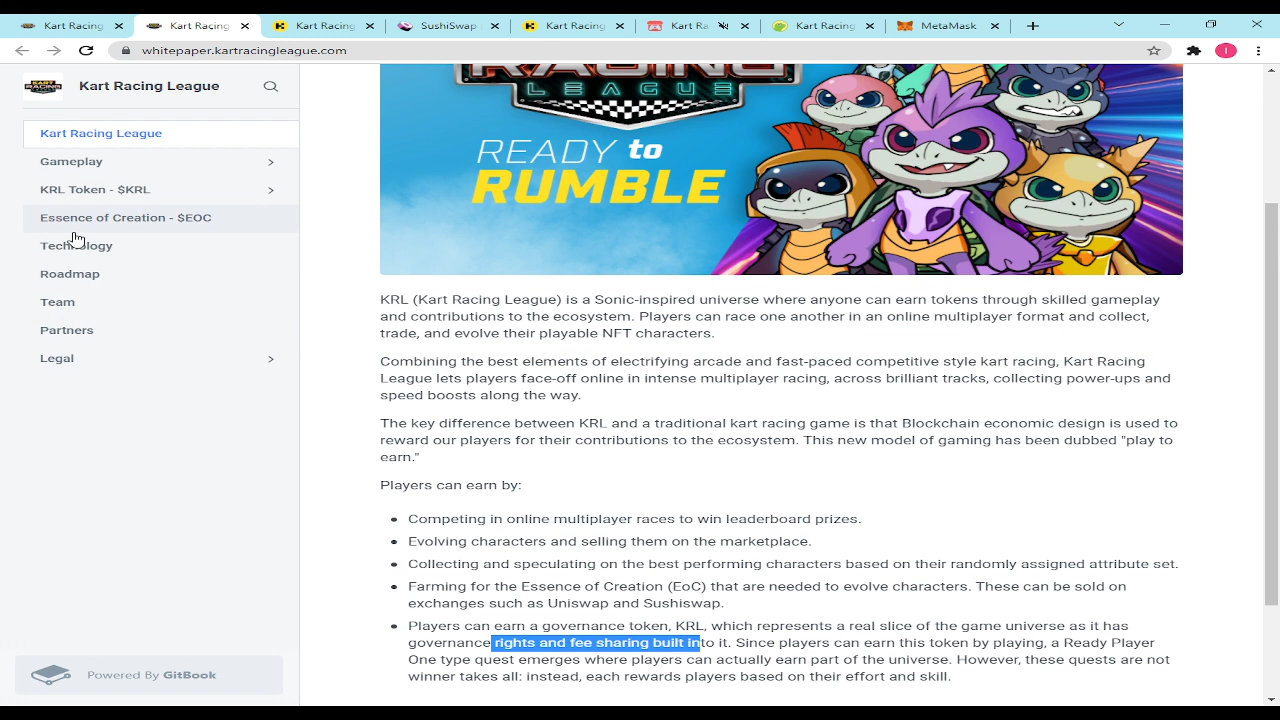 Kart Racing
Kart Racing
Kart Racing
SushiSwap
Kart Racing
Kart Ra
Kart Racing
MetaMask
whitepaper.kartracingleague.com
I
KART
RACING
Kart Racing League
Kart Racing League
Gameplay
KRL Token - $KRL
Essence of Creation - $EOC
Technology
Roadmap
Team
Partners
Legal
Powered By GitBook
RACING
LEAGUE
READY to
RUMBLE
KRL (Kart Racing League) is a Sonic-inspired universe where anyone can earn tokens through skilled gameplay
and contributions to the ecosystem. Players can race one another in an online multiplayer format and collect,
trade, and evolve their playable NFT characters.
Combining the best elements of electrifying arcade and fast-paced competitive style kart racing, Kart Racing
League lets players face-off online in intense multiplayer racing, across brilliant tracks, collecting power-ups and
speed boosts along the way.
The key difference between KRL and a traditional kart racing game is that Blockchain economic design is used to
reward our players for their contributions to the ecosystem. This new model of gaming has been dubbed "play to
earn."
Players can earn by:
Competing in online multiplayer races to win leaderboard prizes.
Evolving characters and selling them on the marketplace.
Collecting and speculating on the best performing characters based on their randomly assigned attribute set.
Farming for the Essence of Creation (EoC) that are needed to evolve characters. These can be sold on
exchanges such as Uniswap and Sushiswap.
Players can earn a governance token, KRL, which represents a real slice of the game universe as it has
governance rights and fee sharing built into it. Since players can earn this token by playing, a Ready Player
One type quest emerges where players can actually earn part of the universe. However, these quests are not
winner takes all: instead, each rewards players based on their effort and skill.